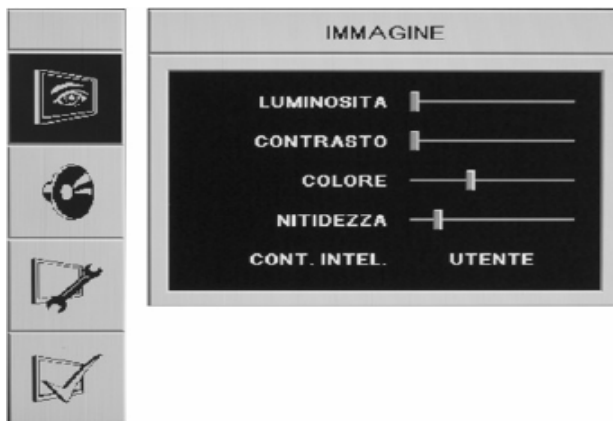 IMMAGINE
LUMINOSITA
CONTRASTO
COLORE
NITIDEZZA
CONT. INTEL. UTENTE